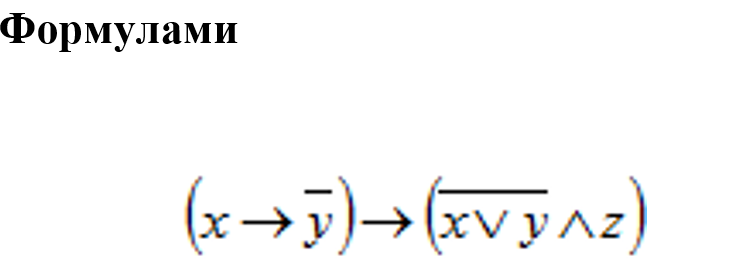 Формулами
(x → y̅) → (x̅ ̅∨̅ ̅y̅ ∧ z)